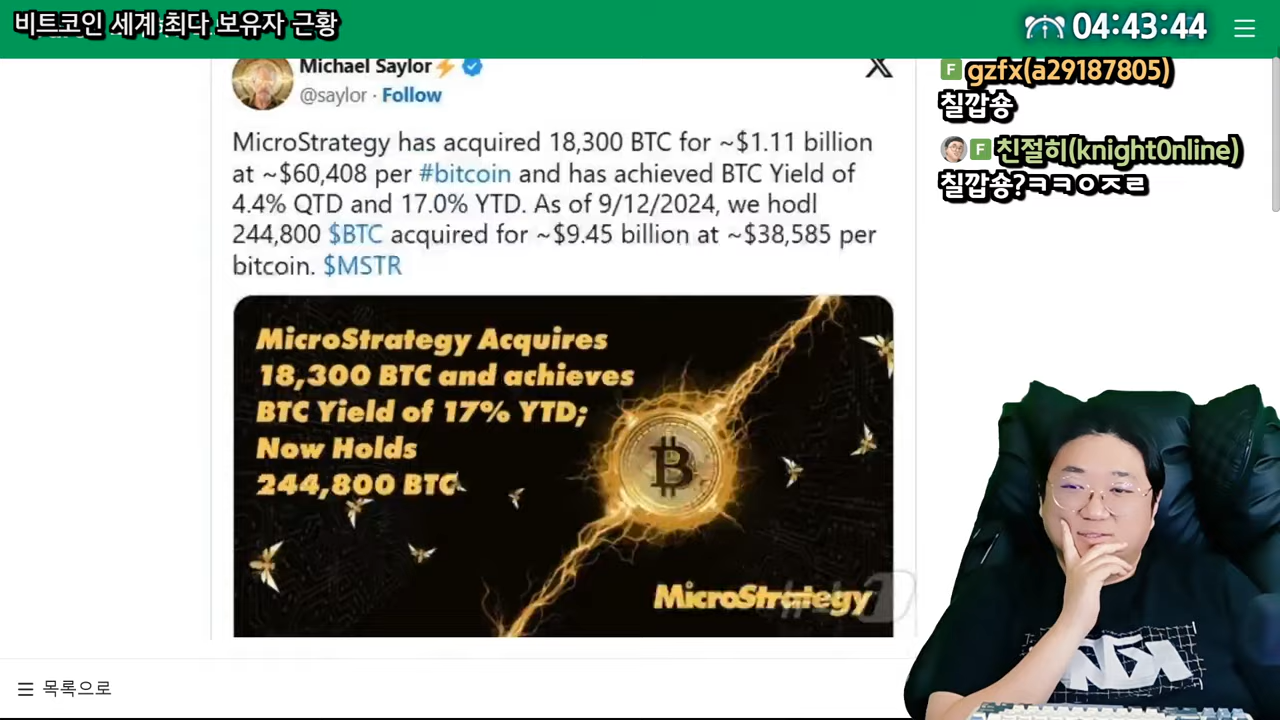 비트코인 세계 최다 보유자 근황
04:43:44
Michael Saylor
@saylor · Follow
MicroStrategy has acquired 18,300 BTC for ~$1.11 billion
at ~$60,408 per #bitcoin and has achieved BTC Yield of
4.4% QTD and 17.0% YTD. As of 9/12/2024, we hodl
244,800 $BTC acquired for ~$9.45 billion at ~$38,585 per
bitcoin. $MSTR
MicroStrategy Acquires
18,300 BTC and achieves
BTC Yield of 17% YTD;
Now Holds
244,800 BTC
MicroStrategy
목록으로
F gzfx(a29187805)
칠깝숑
F 친절히(knight0nline)
칠깝숑?ㅋㅋㅇㅈㄹ